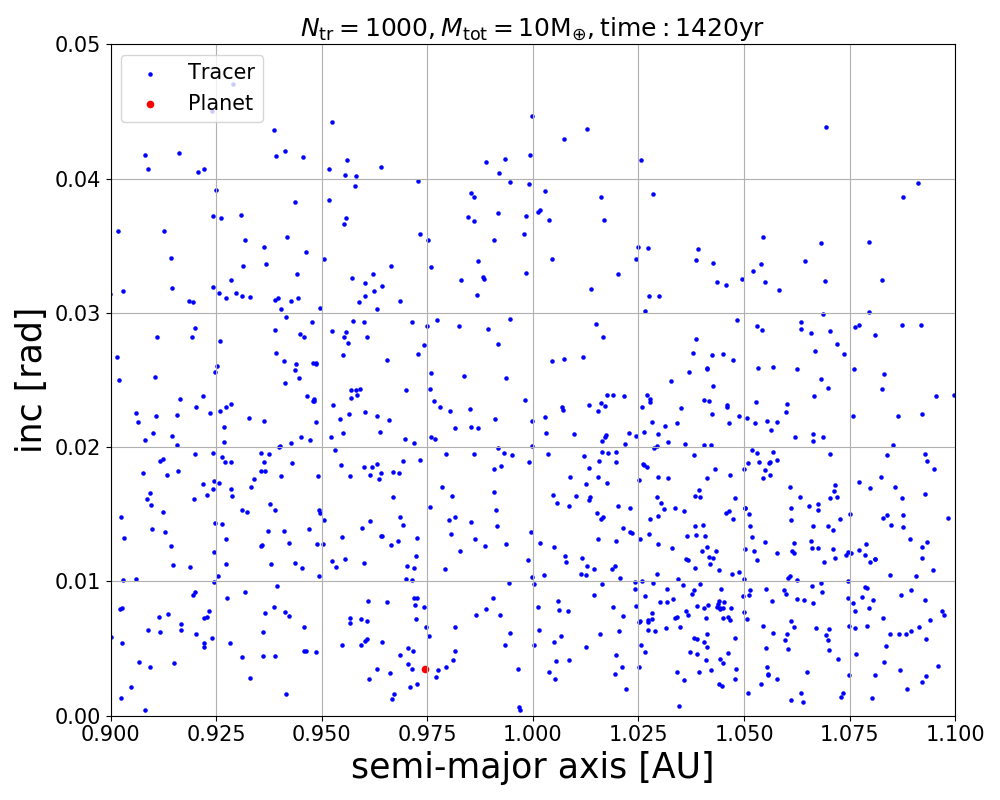 N_tr = 1000, M_tot = 10M_⊕, time : 1420yr
0.05
0.04
0.03
0.02
0.01
0.00
inc [rad]
Tracer
Planet
0.900 0.925 0.950 0.975 1.000 1.025 1.050 1.075 1.100
semi-major axis [AU]